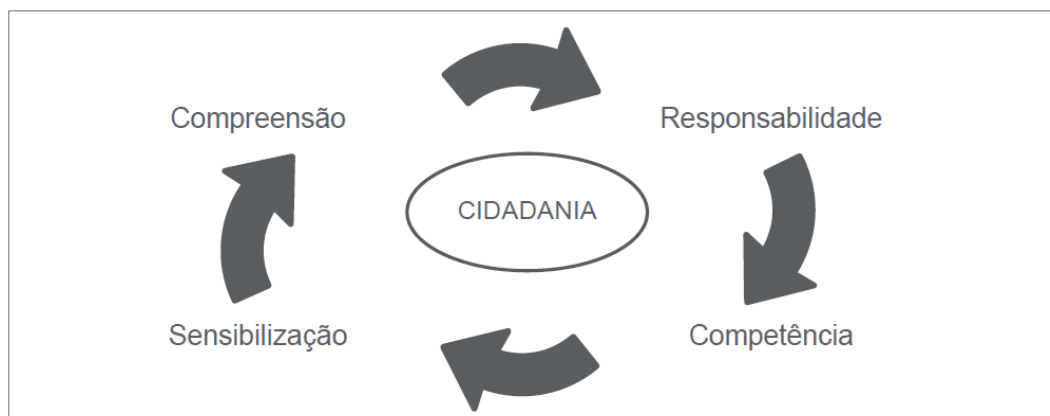 Compreensão
Responsabilidade
CIDADANIA
Sensibilização
Competência